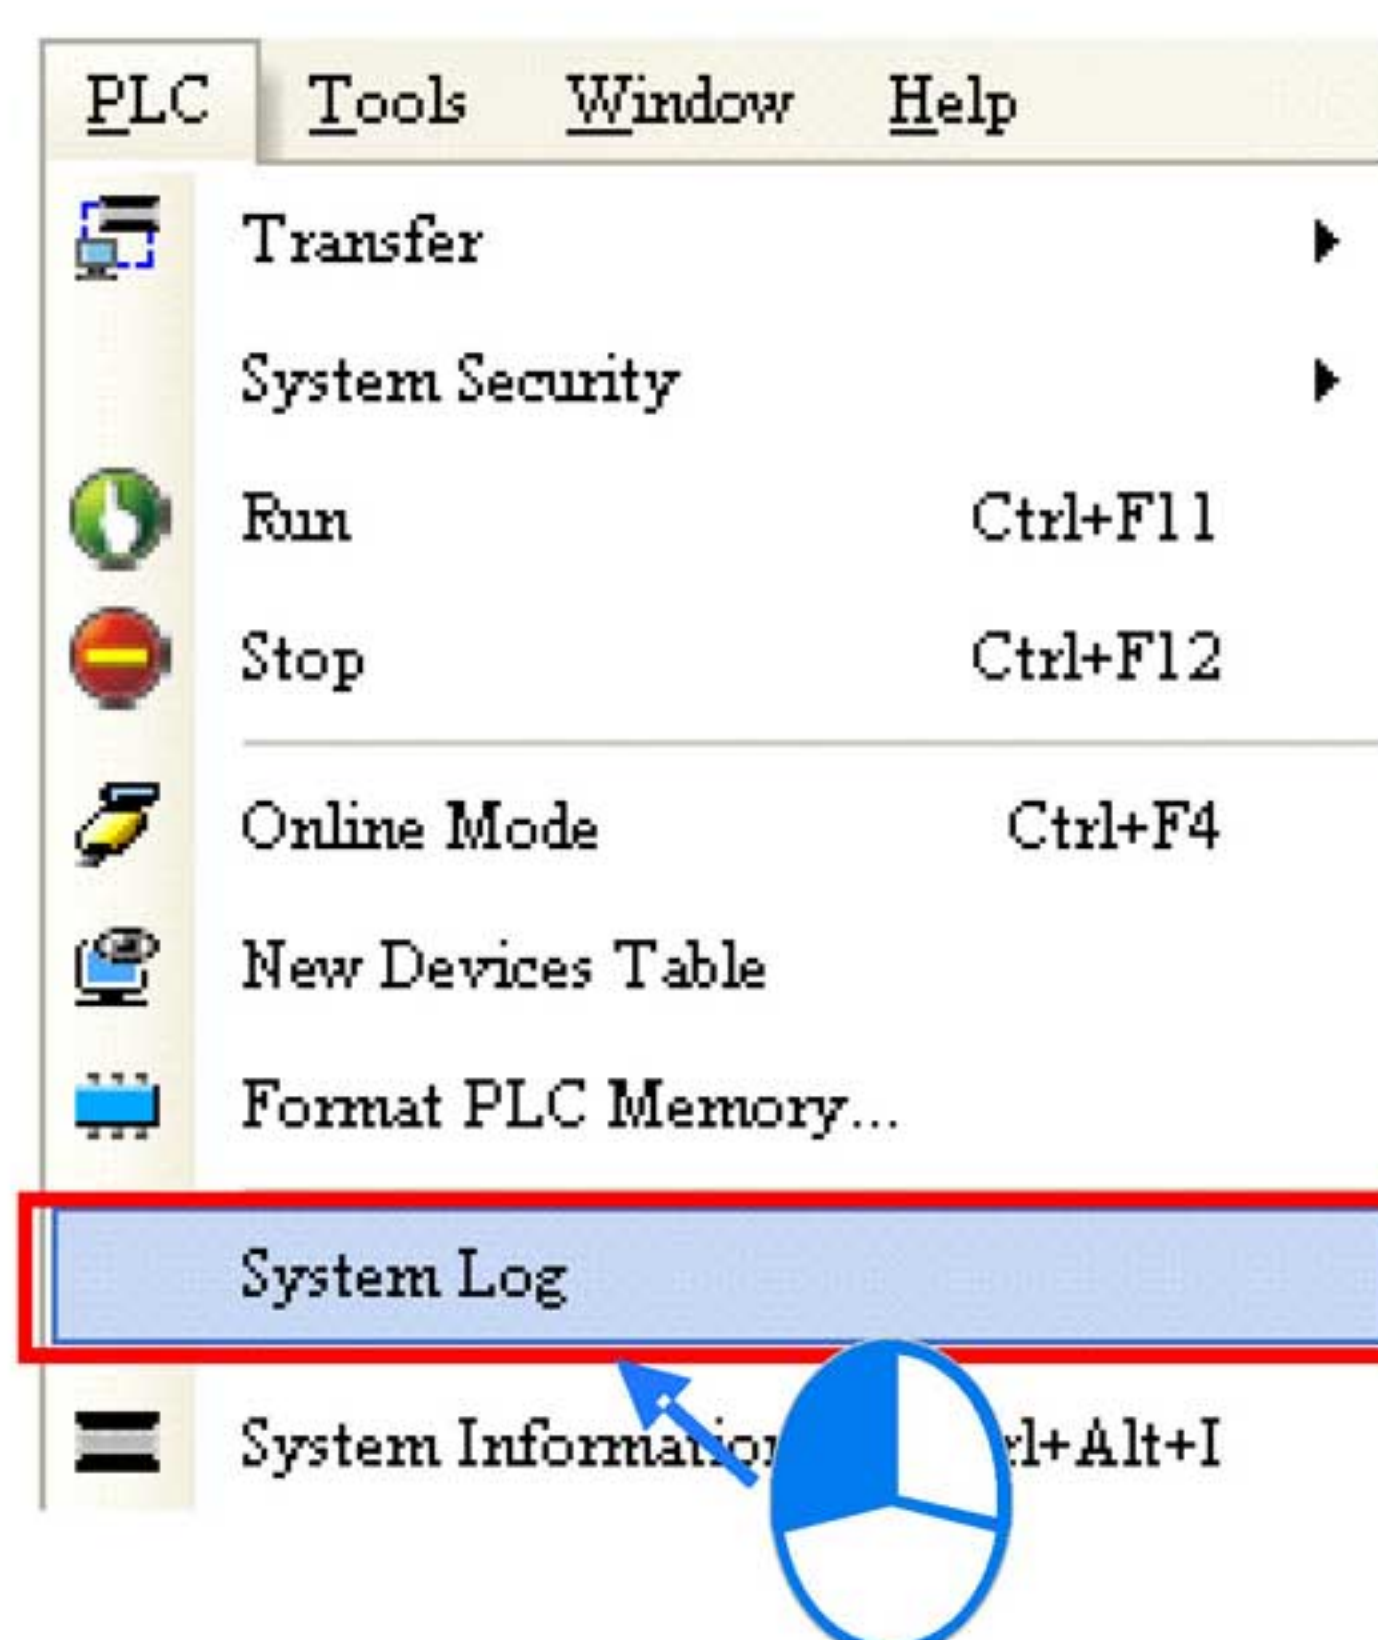 PLC Tools Window Help
Transfer
System Security
Run Ctrl+F11
Stop Ctrl+F12
Online Mode Ctrl+F4
New Devices Table
Format PLC Memory...
System Log
System rl+Alt+I